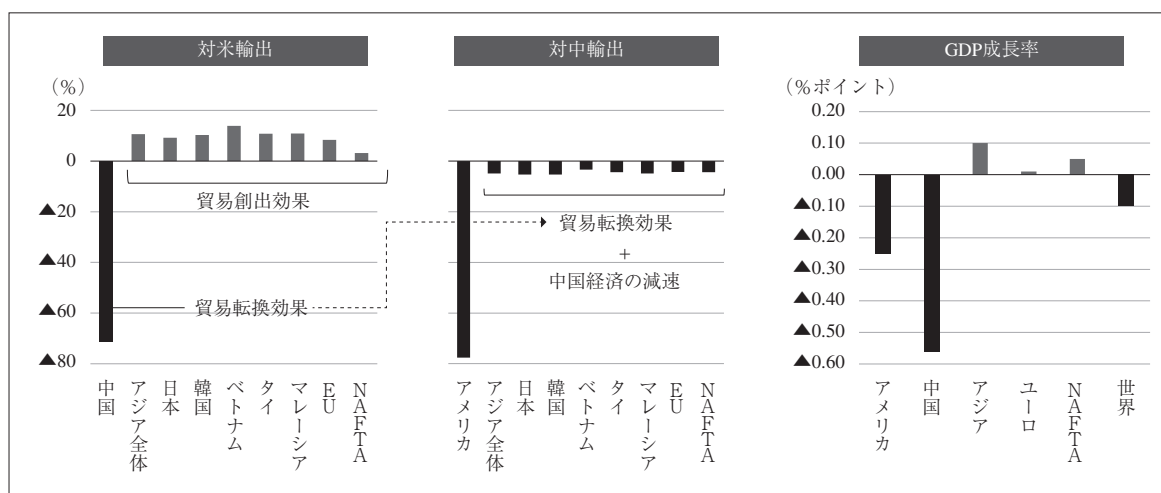 対米輸出
（％）
20
0
▲20
▲40
▲60
▲80
貿易創出効果
貿易転換効果
中国
アジア全体
日本
韓国
ベトナム
タイ
マレーシア
EU
NAFTA
対中輸出
貿易転換効果
+
中国経済の減速
アメリカ
アジア全体
日本
韓国
ベトナム
タイ
マレーシア
EU
NAFTA
GDP成長率
（％ポイント）
0.20
0.10
0.00
▲0.10
▲0.20
▲0.30
▲0.40
▲0.50
▲0.60
アメリカ
中国
アジア
ユーロ
NAFTA
世界